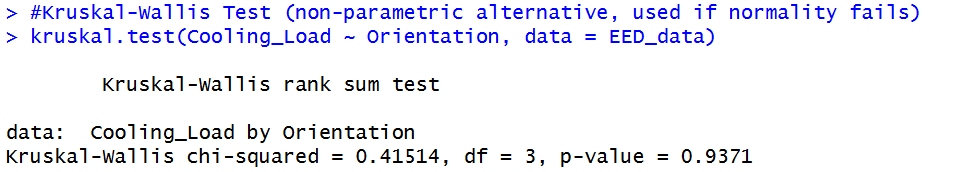 > #Kruskal-Wallis Test (non-parametric alternative, used if normality fails)
> kruskal.test(Cooling_Load ~ Orientation, data = EED_data)
Kruskal-Wallis rank sum test
data:  Cooling_Load by Orientation
Kruskal-Wallis chi-squared = 0.41514, df = 3, p-value = 0.9371